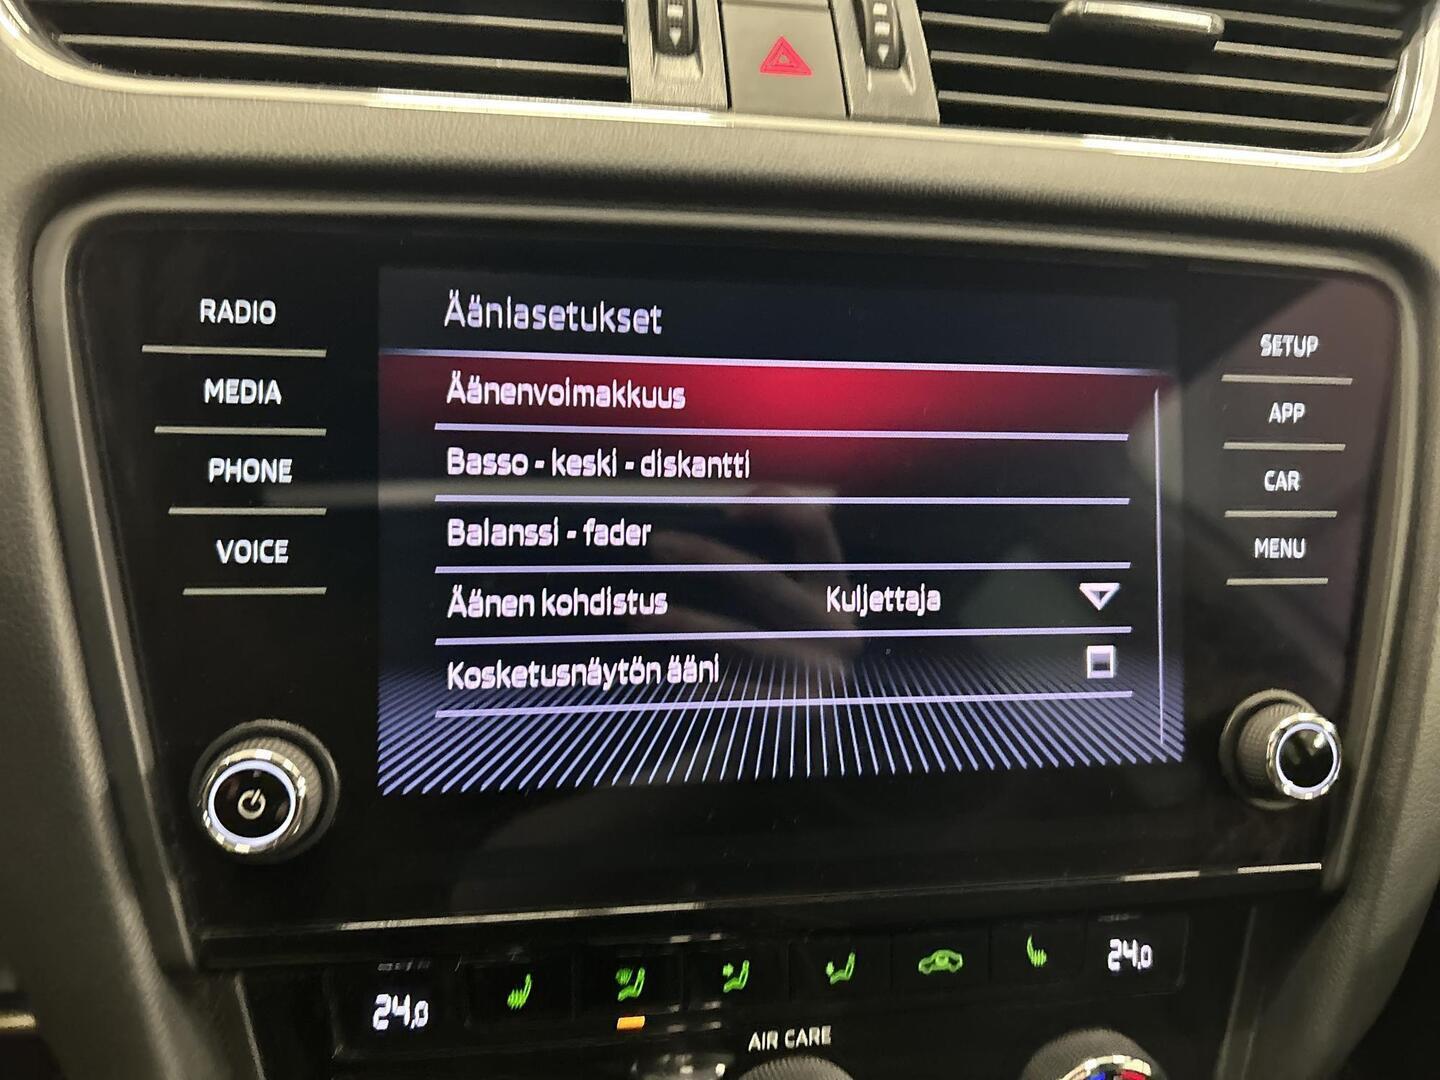 RADIO
MEDIA
PHONE
VOICE
Ääniasetukset
Äänenvoimakkuus
Basso - keski - diskantti
Balanssi - fader
Äänen kohdistus Kuljettaja
Kosketusnäytön ääni
SETUP
APP
CAR
MENU
24,0
24,0
AIR CARE